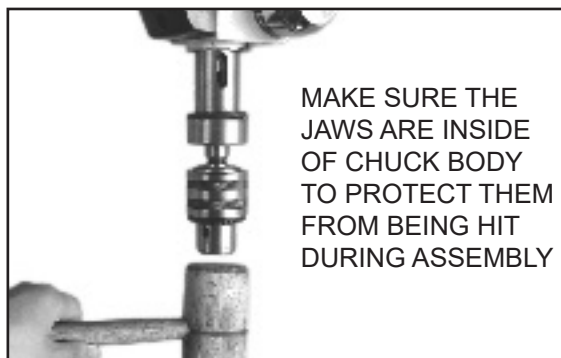 MAKE SURE THE
JAWS ARE INSIDE
OF CHUCK BODY
TO PROTECT THEM
FROM BEING HIT
DURING ASSEMBLY